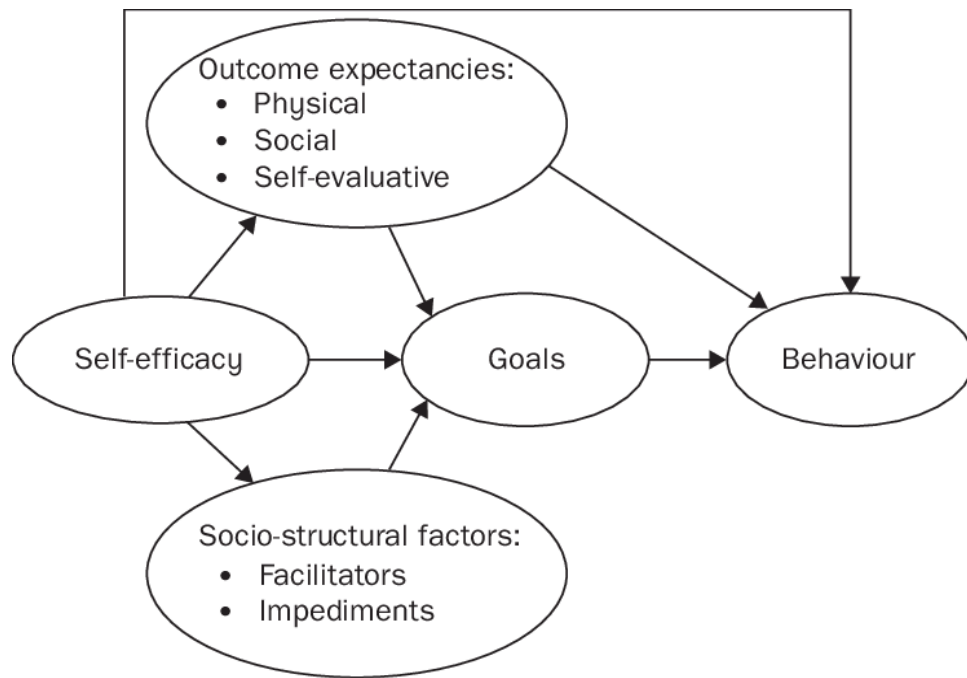 Outcome expectancies:
• Physical
• Social
• Self-evaluative
Self-efficacy
Goals
Behaviour
Socio-structural factors:
• Facilitators
• Impediments